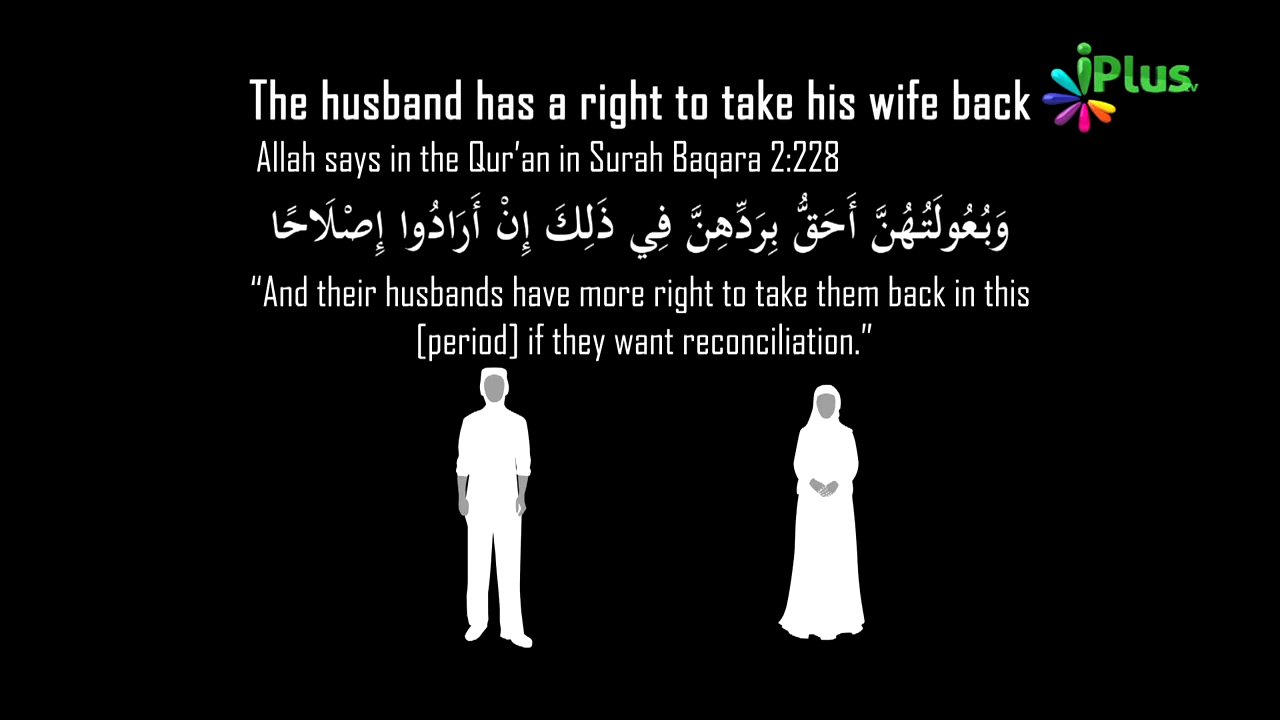 The husband has a right to take his wife back
iPlus TV
Allah says in the Qur’an in Surah Baqara 2:228
وَبُعُولَتُهُنَّ أَحَقُّ بِرَدِّهِنَّ فِي ذَلِكَ إِنْ أَرَادُوا إِصْلَاحًا
“And their husbands have more right to take them back in this
[period] if they want reconciliation.”